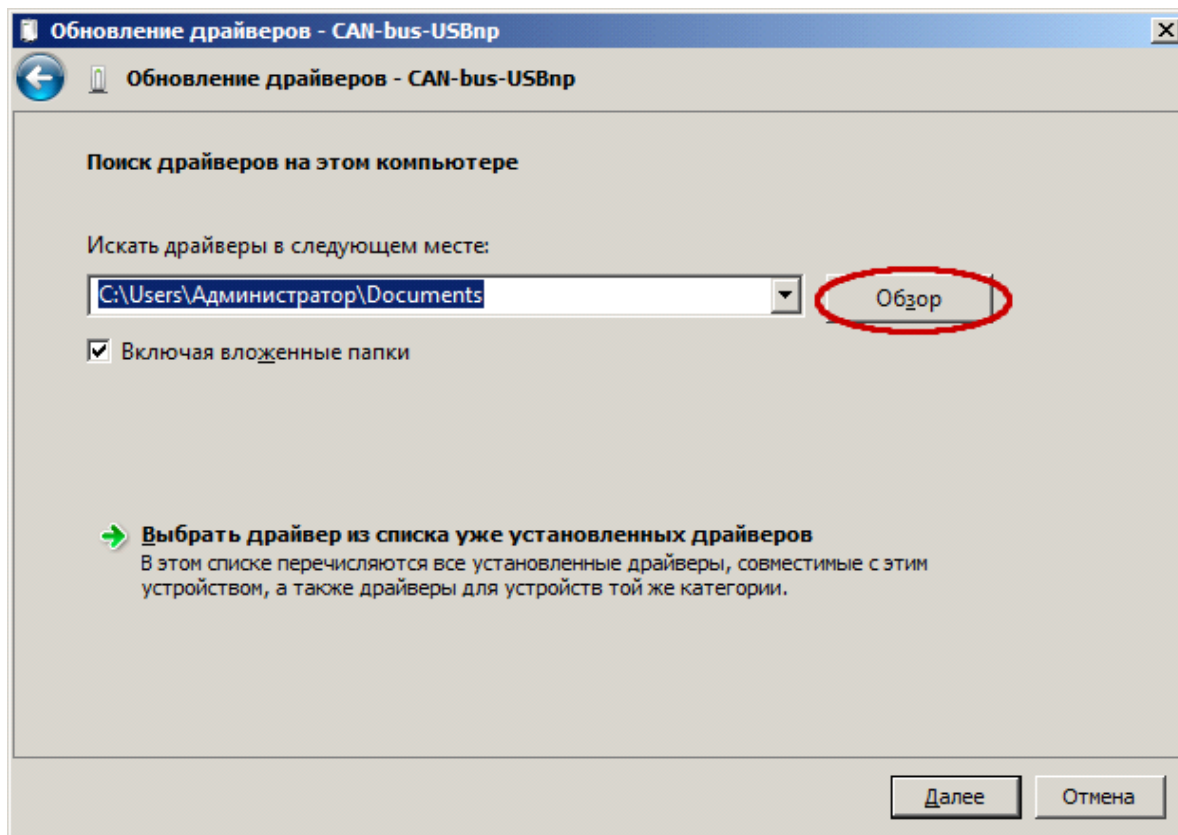 Обновление драйверов - CAN-bus-USBnp
Обновление драйверов - CAN-bus-USBnp
Поиск драйверов на этом компьютере
Искать драйверы в следующем месте:
C:\Users\Администратор\Documents
Обзор
Включая вложенные папки
Выбрать драйвер из списка уже установленных драйверов
В этом списке перечисляются все установленные драйверы, совместимые с этим
устройством, а также драйверы для устройств той же категории.
Далее
Отмена